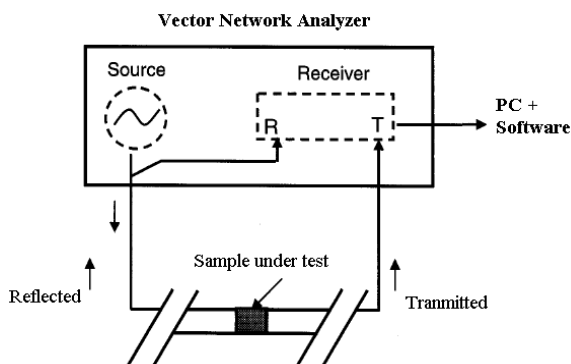 Vector Network Analyzer
Source
Receiver
R
T
PC +
Software
Sample under test
Reflected
Tranmitted